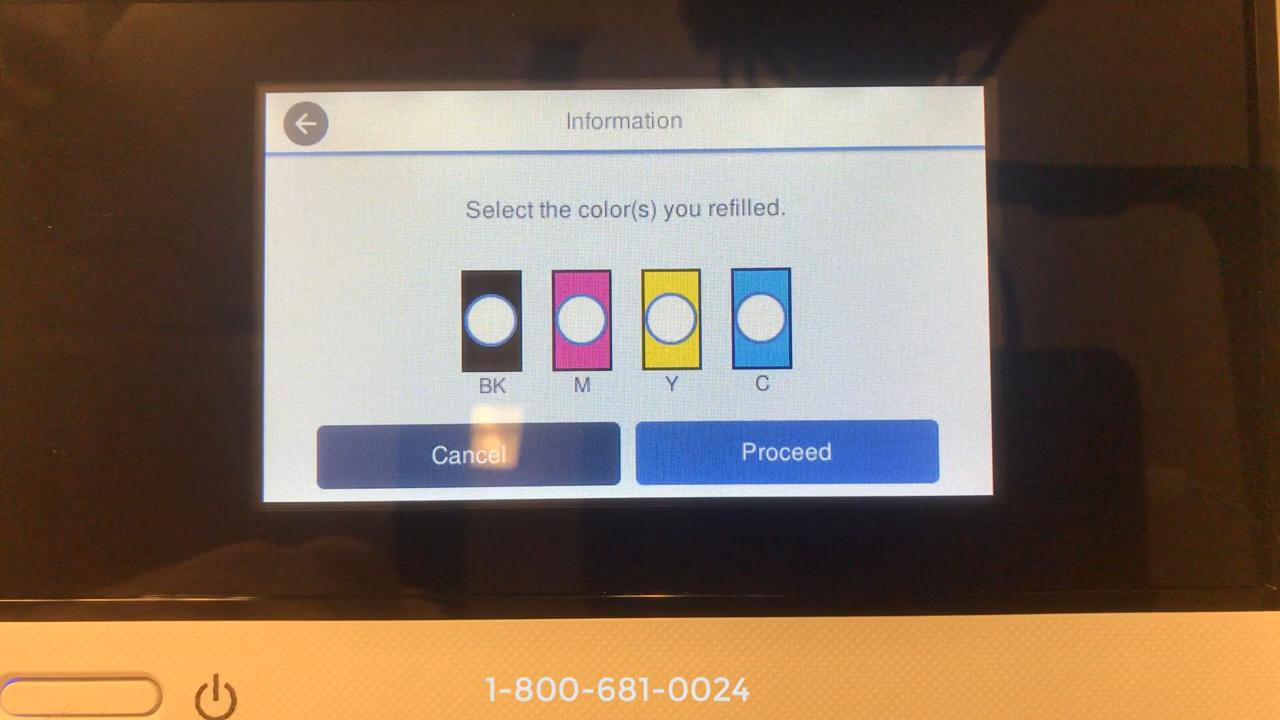 Information
Select the color(s) you refilled.
BK M Y C
Cancel Proceed
1-800-681-0024